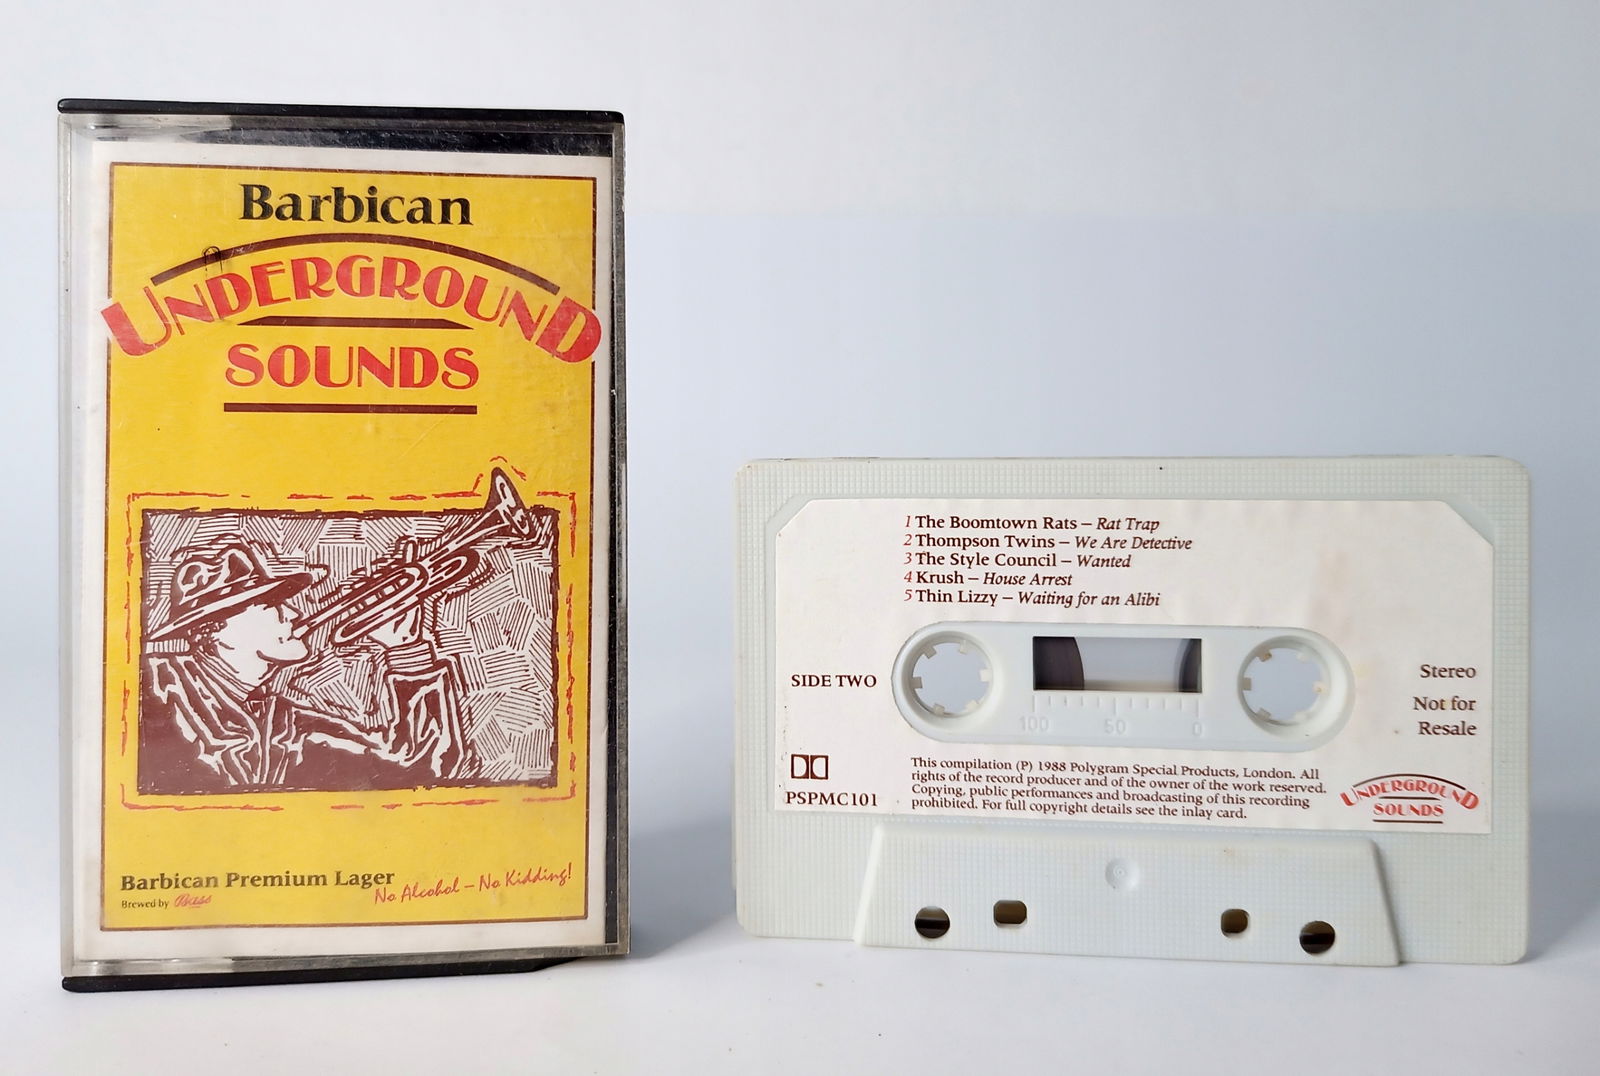 Barbican
UNDERGROUND
SOUNDS
Barbican Premium Lager
No Alcohol – No Kidding!
Brewed by Bass
1 The Boomtown Rats – Rat Trap
2 Thompson Twins – We Are Detective
3 The Style Council – Wanted
4 Krush – House Arrest
5 Thin Lizzy – Waiting for an Alibi
SIDE TWO
100 50 0
Stereo
Not for
Resale
PSPMC101
This compilation (P) 1988 Polygram Special Products, London. All
rights of the record producer and of the owner of the work reserved.
Copying, public performances and broadcasting of this recording
prohibited. For full copyright details see the inlay card.
UNDERGROUND
SOUNDS